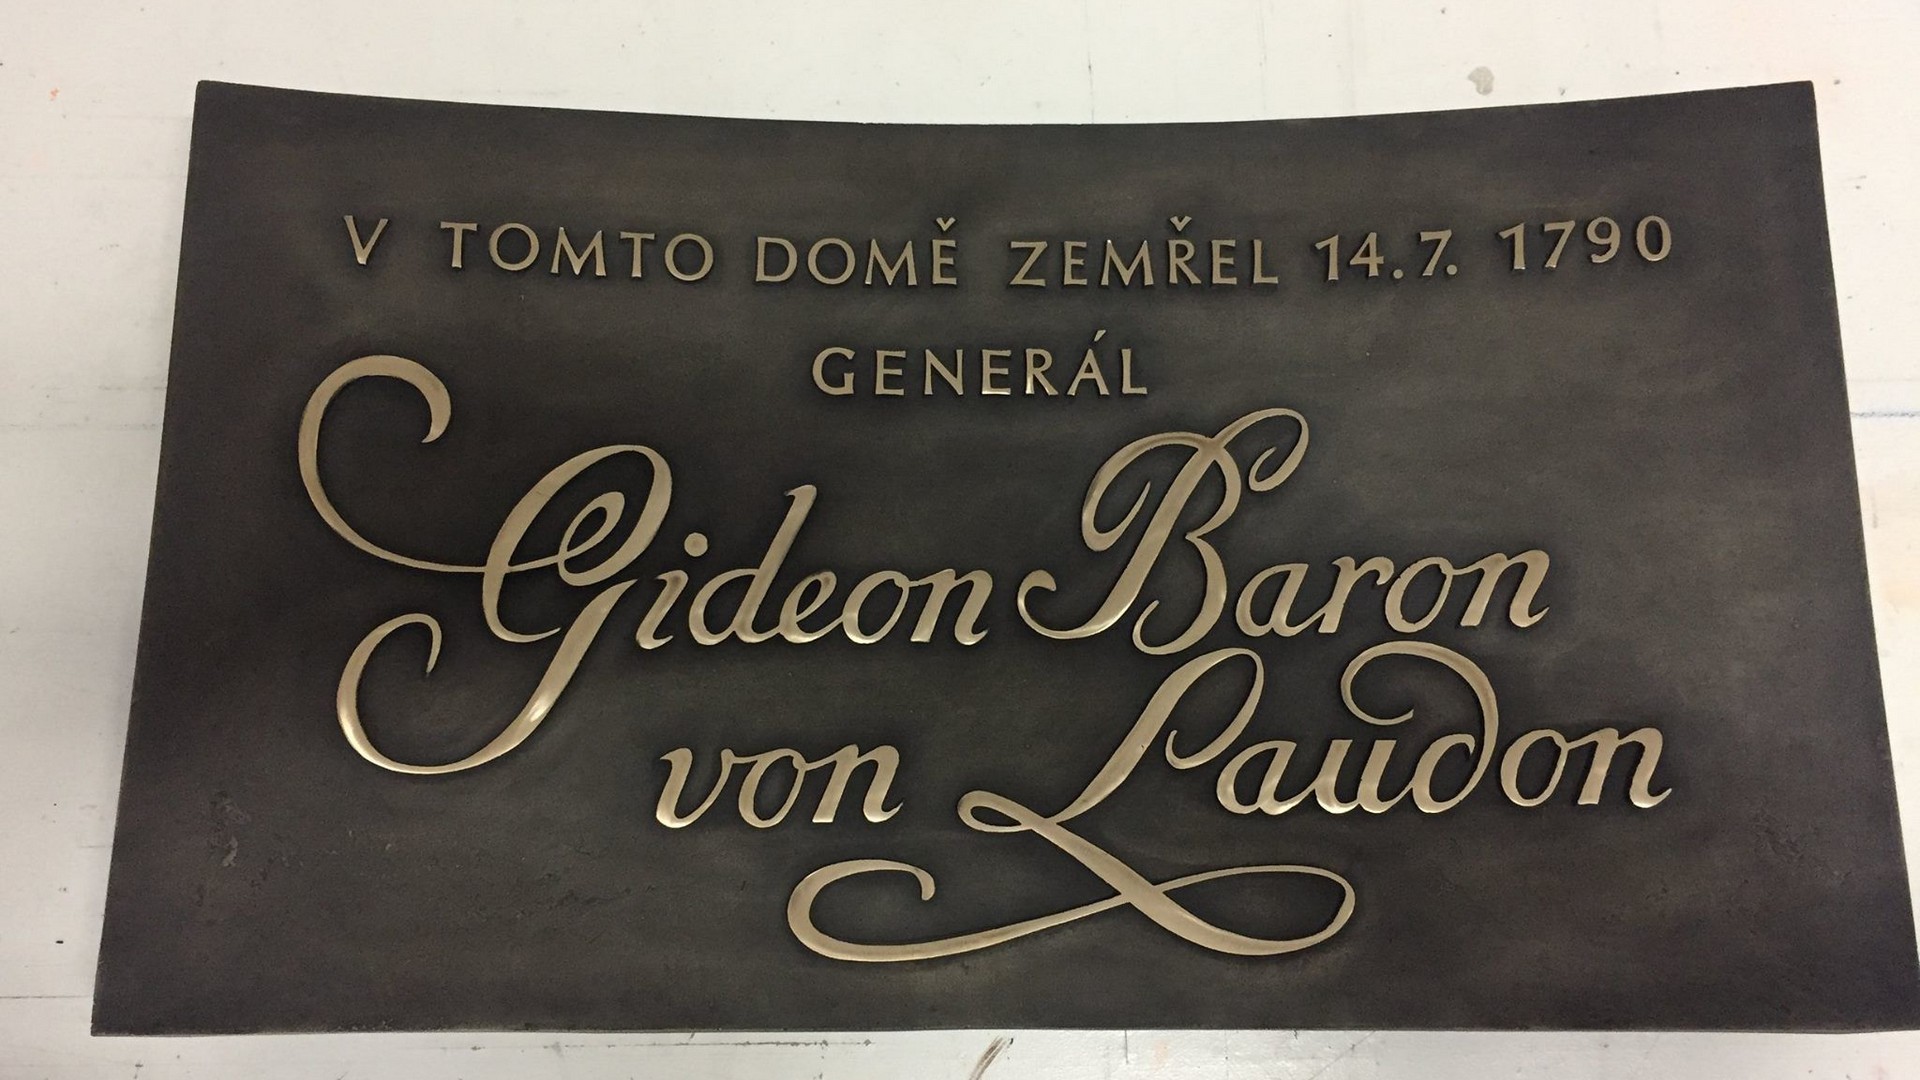 V TOMTO DOMĚ ZEMŘEL 14.7. 1790
GENERÁL
Gideon Baron
von Laudon